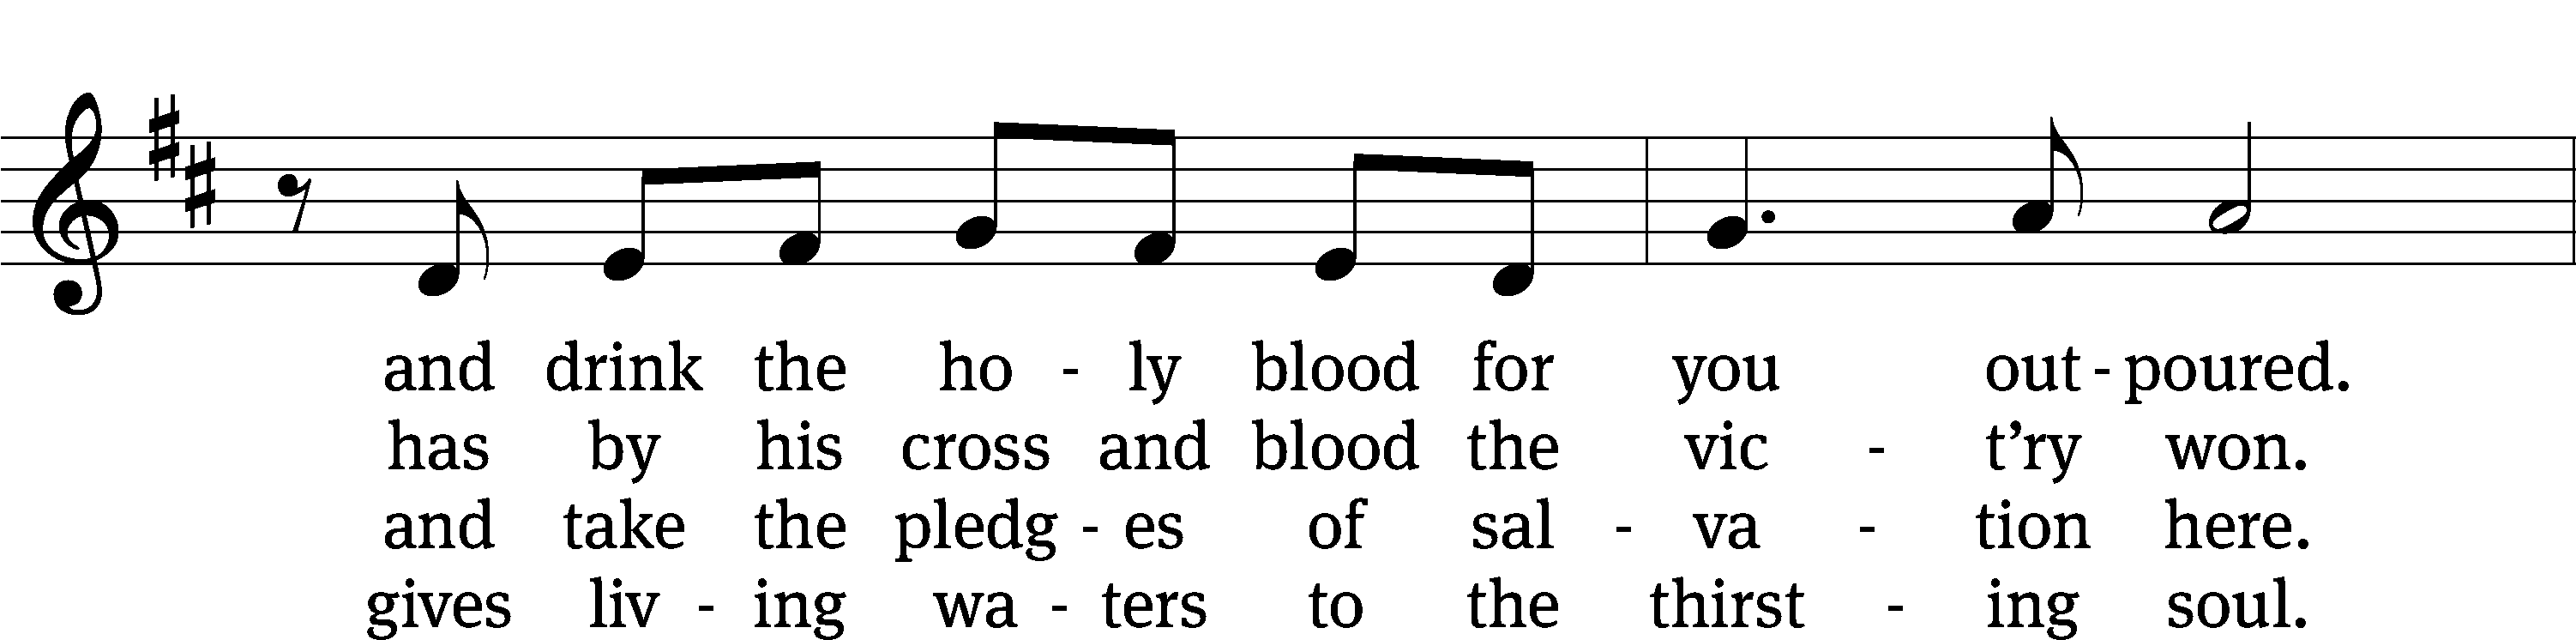 and drink the ho - ly blood for you out - poured.
has by his cross and blood the vic - t’ry won.
and take the pledg - es of sal - va - tion here.
gives liv - ing wa - ters to the thirst - ing soul.